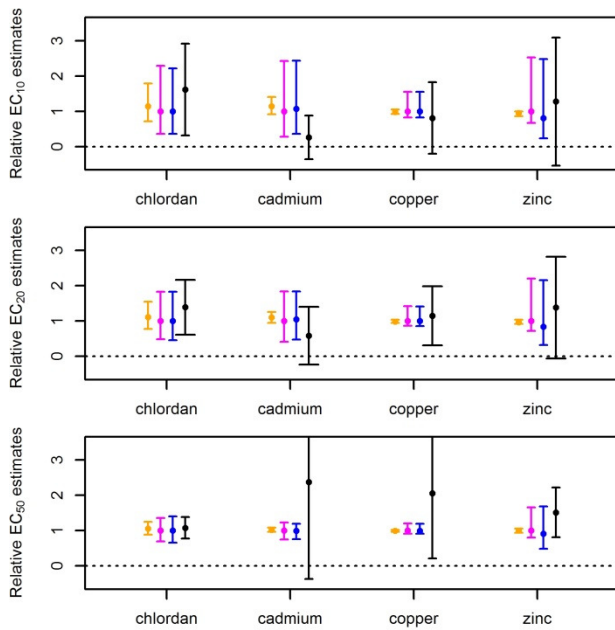 Relative EC10 estimates
3
2
1
0
chlordan cadmium copper zinc
Relative EC20 estimates
3
2
1
0
chlordan cadmium copper zinc
Relative EC50 estimates
3
2
1
0
chlordan cadmium copper zinc